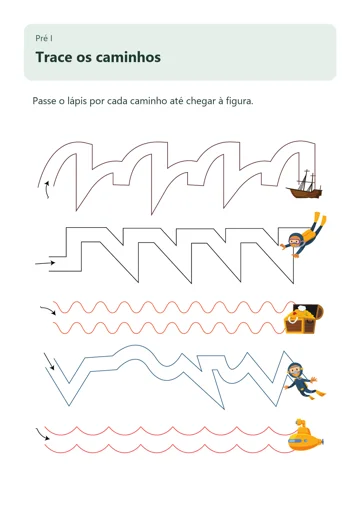 Pré I
Trace os caminhos
Passe o lápis por cada caminho até chegar à figura.